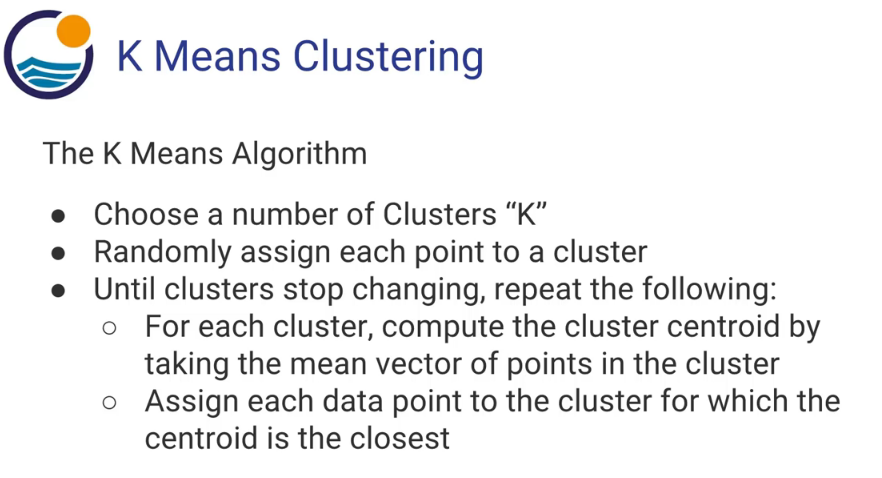 K Means Clustering
The K Means Algorithm
● Choose a number of Clusters “K”
● Randomly assign each point to a cluster
● Until clusters stop changing, repeat the following:
○ For each cluster, compute the cluster centroid by
taking the mean vector of points in the cluster
○ Assign each data point to the cluster for which the
centroid is the closest